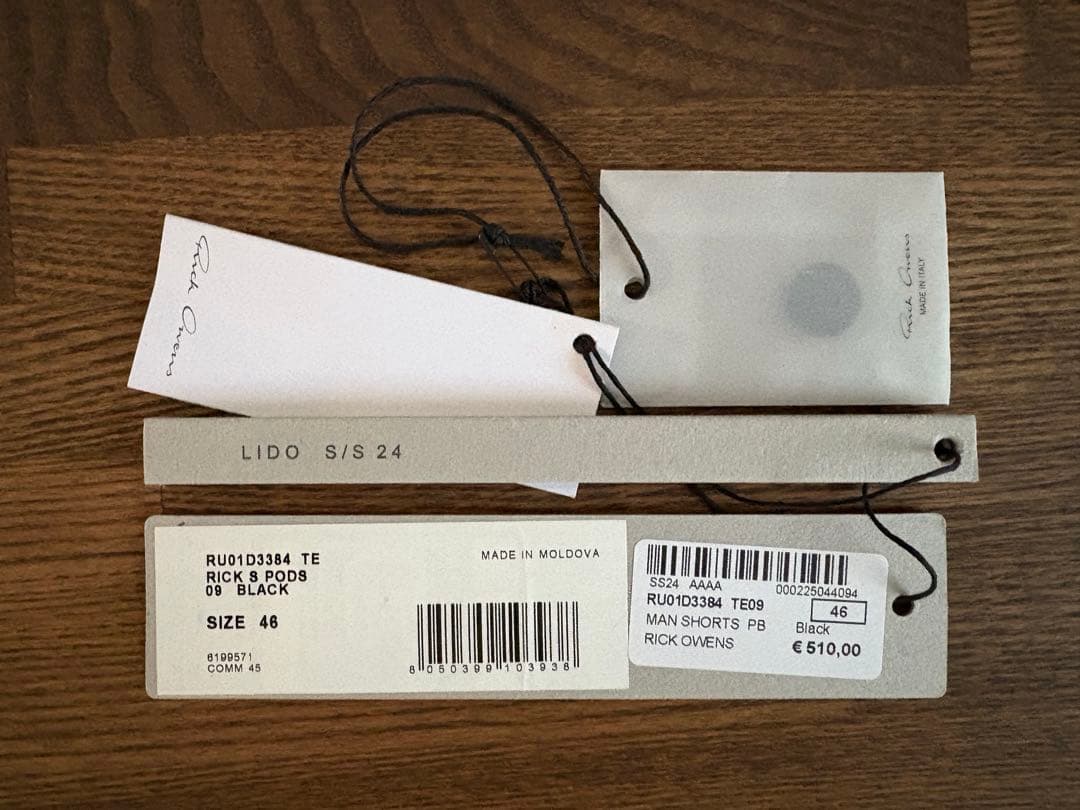 Rick Owens
Rick Owens
MADE IN ITALY
LIDO S/S 24
RU01D3384 TE
RICK S PODS
09 BLACK
SIZE 46
6199571
COMM 45
MADE IN MOLDOVA
8 050399 103938
SS24 AAAA
000225044094
RU01D3384 TE09
46
MAN SHORTS PB
Black
RICK OWENS
€ 510,00